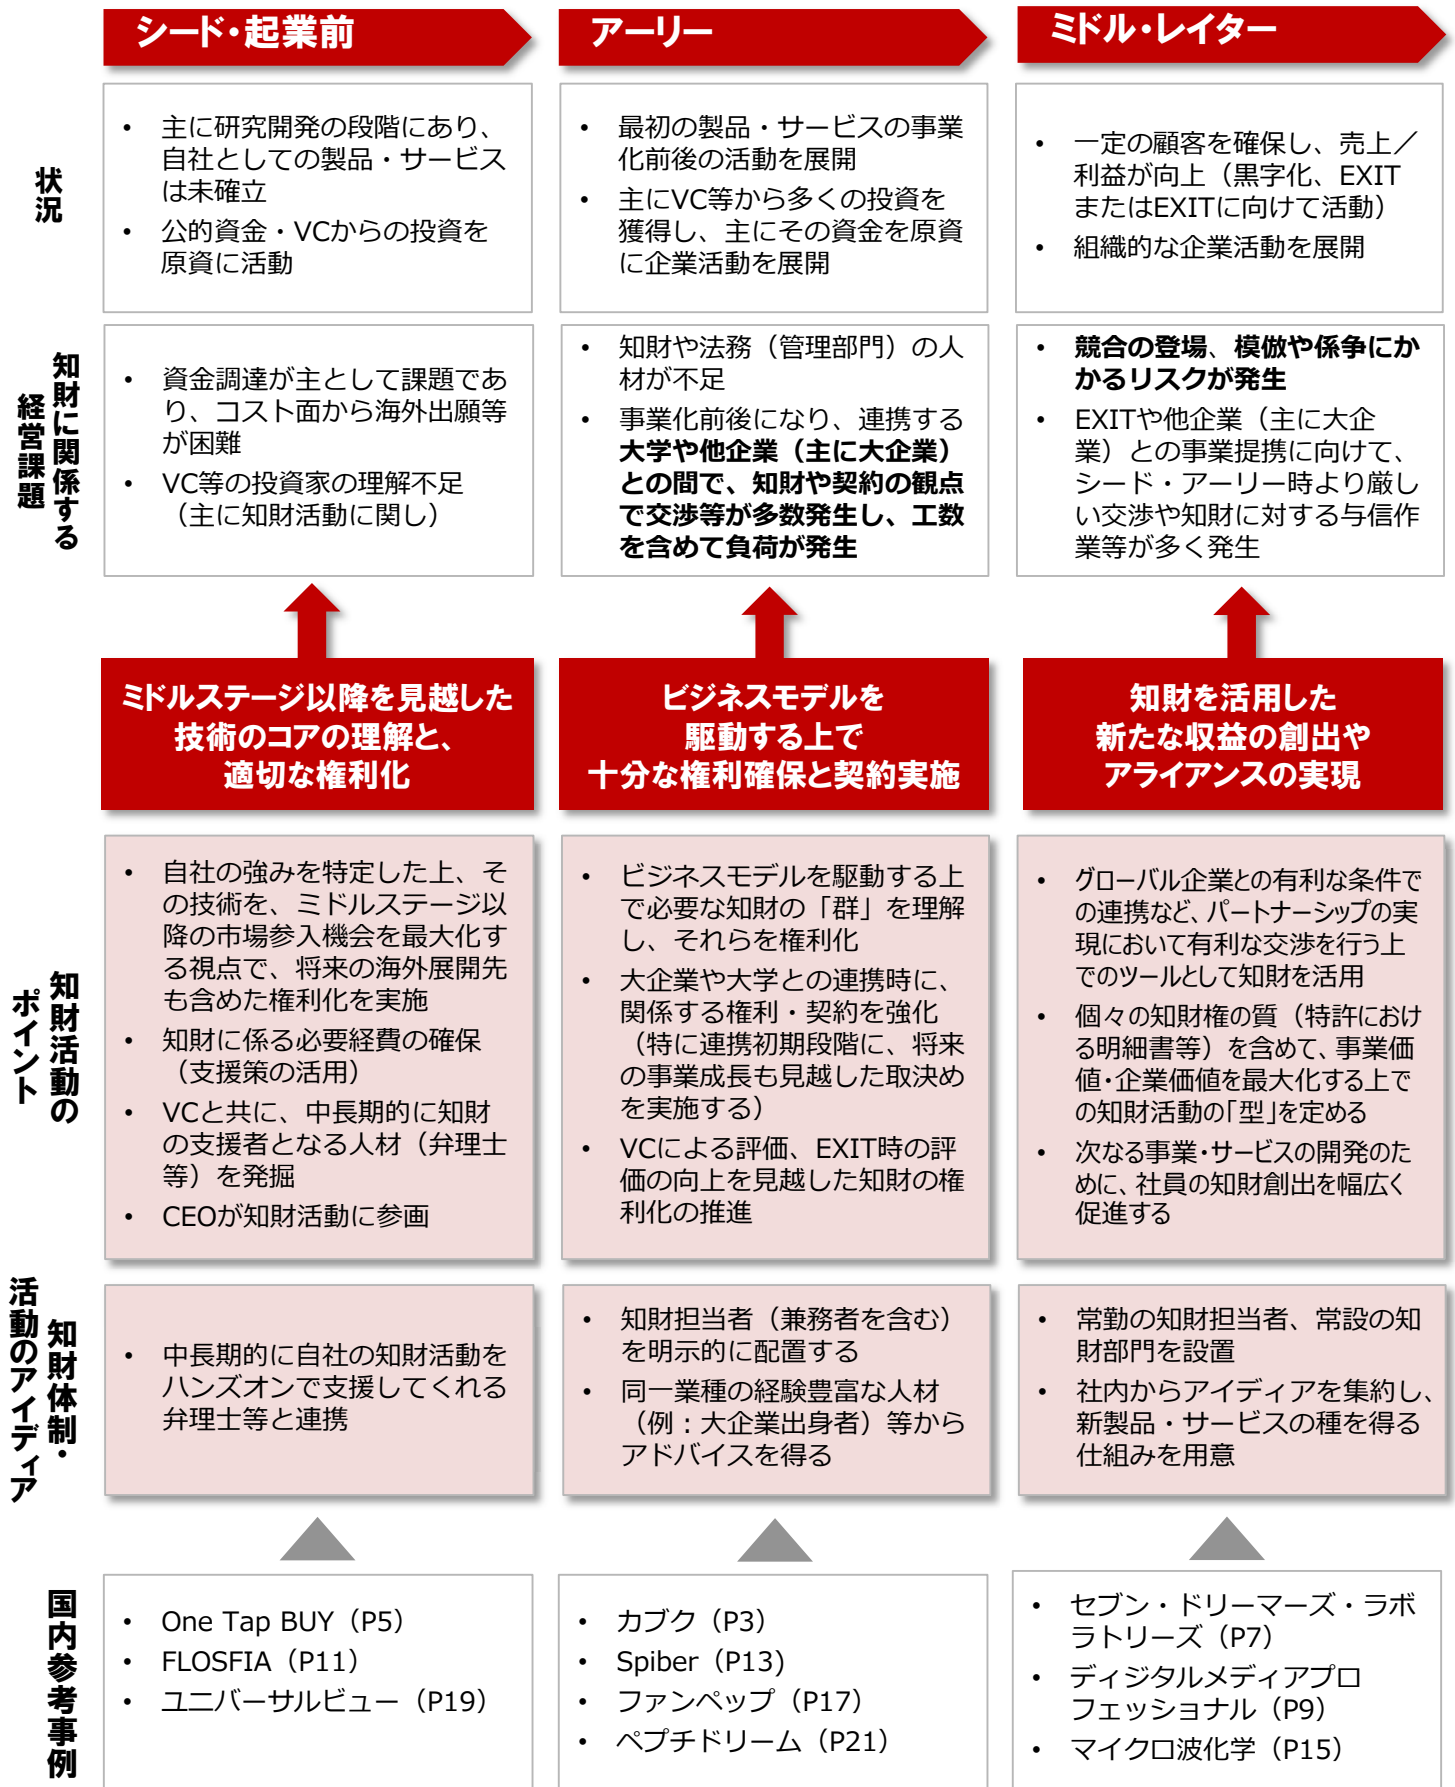 シード・起業前
アーリー
ミドル・レイター
状況
• 主に研究開発の段階にあり、
自社としての製品・サービス
は未確立
• 公的資金・VCからの投資を
原資に活動
• 最初の製品・サービスの事業
化前後の活動を展開
• 主にVC等から多くの投資を
獲得し、主にその資金を原資
に企業活動を展開
• 一定の顧客を確保し、売上／
利益が向上（黒字化、EXIT
またはEXITに向けて活動）
• 組織的な企業活動を展開
知財に関係する
経営課題
• 資金調達が主として課題であ
り、コスト面から海外出願等
が困難
• VC等の投資家の理解不足
（主に知財活動に関し）
• 知財や法務（管理部門）の人
材が不足
• 事業化前後になり、連携する
大学や他企業（主に大企業）
との間で、知財や契約の観点
で交渉等が多数発生し、工数
を含めて負荷が発生
• 競合の登場、模倣や係争にか
かるリスクが発生
• EXITや他企業（主に大企
業）との事業提携に向けて、
シード・アーリー時より厳し
い交渉や知財に対する与信作
業等が多く発生
ミドルステージ以降を見越した
技術のコアの理解と、
適切な権利化
ビジネスモデルを
駆動する上で
十分な権利確保と契約実施
知財を活用した
新たな収益の創出や
アライアンスの実現
知財活動の
ポイント
• 自社の強みを特定した上、そ
の技術を、ミドルステージ以
降の市場参入機会を最大化す
る視点で、将来の海外展開先
も含めた権利化を実施
• 知財に係る必要経費の確保
（支援策の活用）
• VCと共に、中長期的に知財
の支援者となる人材（弁理士
等）を発掘
• CEOが知財活動に参画
• ビジネスモデルを駆動する上
で必要な知財の「群」を理解
し、それらを権利化
• 大企業や大学との連携時に、
関係する権利・契約を強化
（特に連携初期段階に、将来
の事業成長も見越した取決め
を実施する）
• VCによる評価、EXIT時の評
価の向上を見越した知財の権
利化の推進
• グローバル企業との有利な条件で
の連携など、パートナーシップの実
現において有利な交渉を行う上
でのツールとして知財を活用
• 個々の知財権の質（特許におけ
る明細書等）を含めて、事業価
値・企業価値を最大化する上で
の知財活動の「型」を定める
• 次なる事業・サービスの開発のた
めに、社員の知財創出を幅広く
促進する
知財体制・
活動のアイディア
• 中長期的に自社の知財活動を
ハンズオンで支援してくれる
弁理士等と連携
• 知財担当者（兼務者を含む）
を明示的に配置する
• 同一業種の経験豊富な人材
（例：大企業出身者）等から
アドバイスを得る
• 常勤の知財担当者、常設の知
財部門を設置
• 社内からアイディアを集約し、
新製品・サービスの種を得る
仕組みを用意
国内参考事例
• One Tap BUY（P5）
• FLOSFIA（P11）
• ユニバーサルビュー（P19）
• カブク（P3）
• Spiber（P13)
• ファンペップ（P17）
• ペプチドリーム（P21）
• セブン・ドリーマーズ・ラボ
ラトリーズ（P7）
• ディジタルメディアプロ
フェッショナル（P9）
• マイクロ波化学（P15）